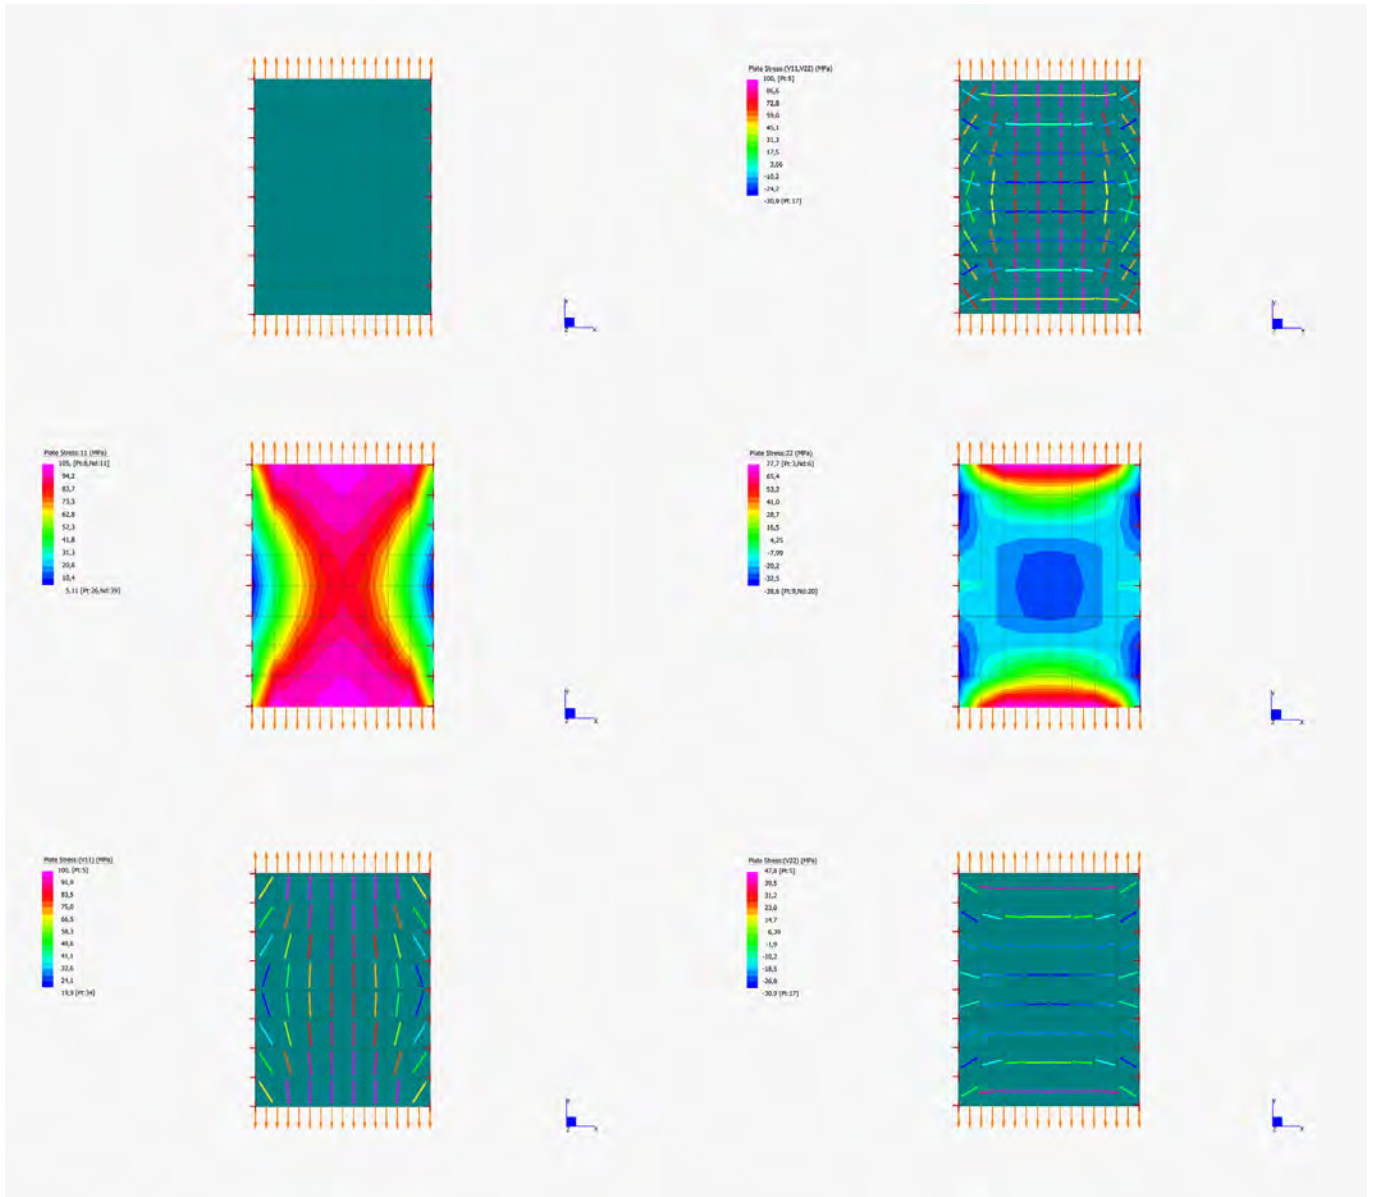 Plate Stress:(V11,V22) (MPa)
100, [Pt:5]
86,6
72,8
59,0
45,1
31,3
17,5
3,66
-10,2
-24,2
-30,9 [Pt:17]
Y
Z X
Y
Z X
Plate Stress:11 (MPa)
105, [Pt:8,Nd:11]
94,2
83,7
73,3
62,8
52,3
41,8
31,3
20,8
10,4
5,11 [Pt:26,Nd:39]
Plate Stress:22 (MPa)
77,7 [Pt:3,Nd:6]
65,4
53,2
41,0
28,7
16,5
4,25
-7,99
-20,2
-32,5
-38,6 [Pt:9,Nd:20]
Y
Z X
Y
Z X
Plate Stress:(V11) (MPa)
100, [Pt:5]
91,9
83,5
75,0
66,5
58,3
49,6
41,1
32,6
24,1
19,9 [Pt:34]
Plate Stress:(V22) (MPa)
47,8 [Pt:5]
39,5
31,2
23,0
14,7
6,39
-1,9
-10,2
-18,5
-26,8
-30,9 [Pt:17]
Y
Z X
Y
Z X